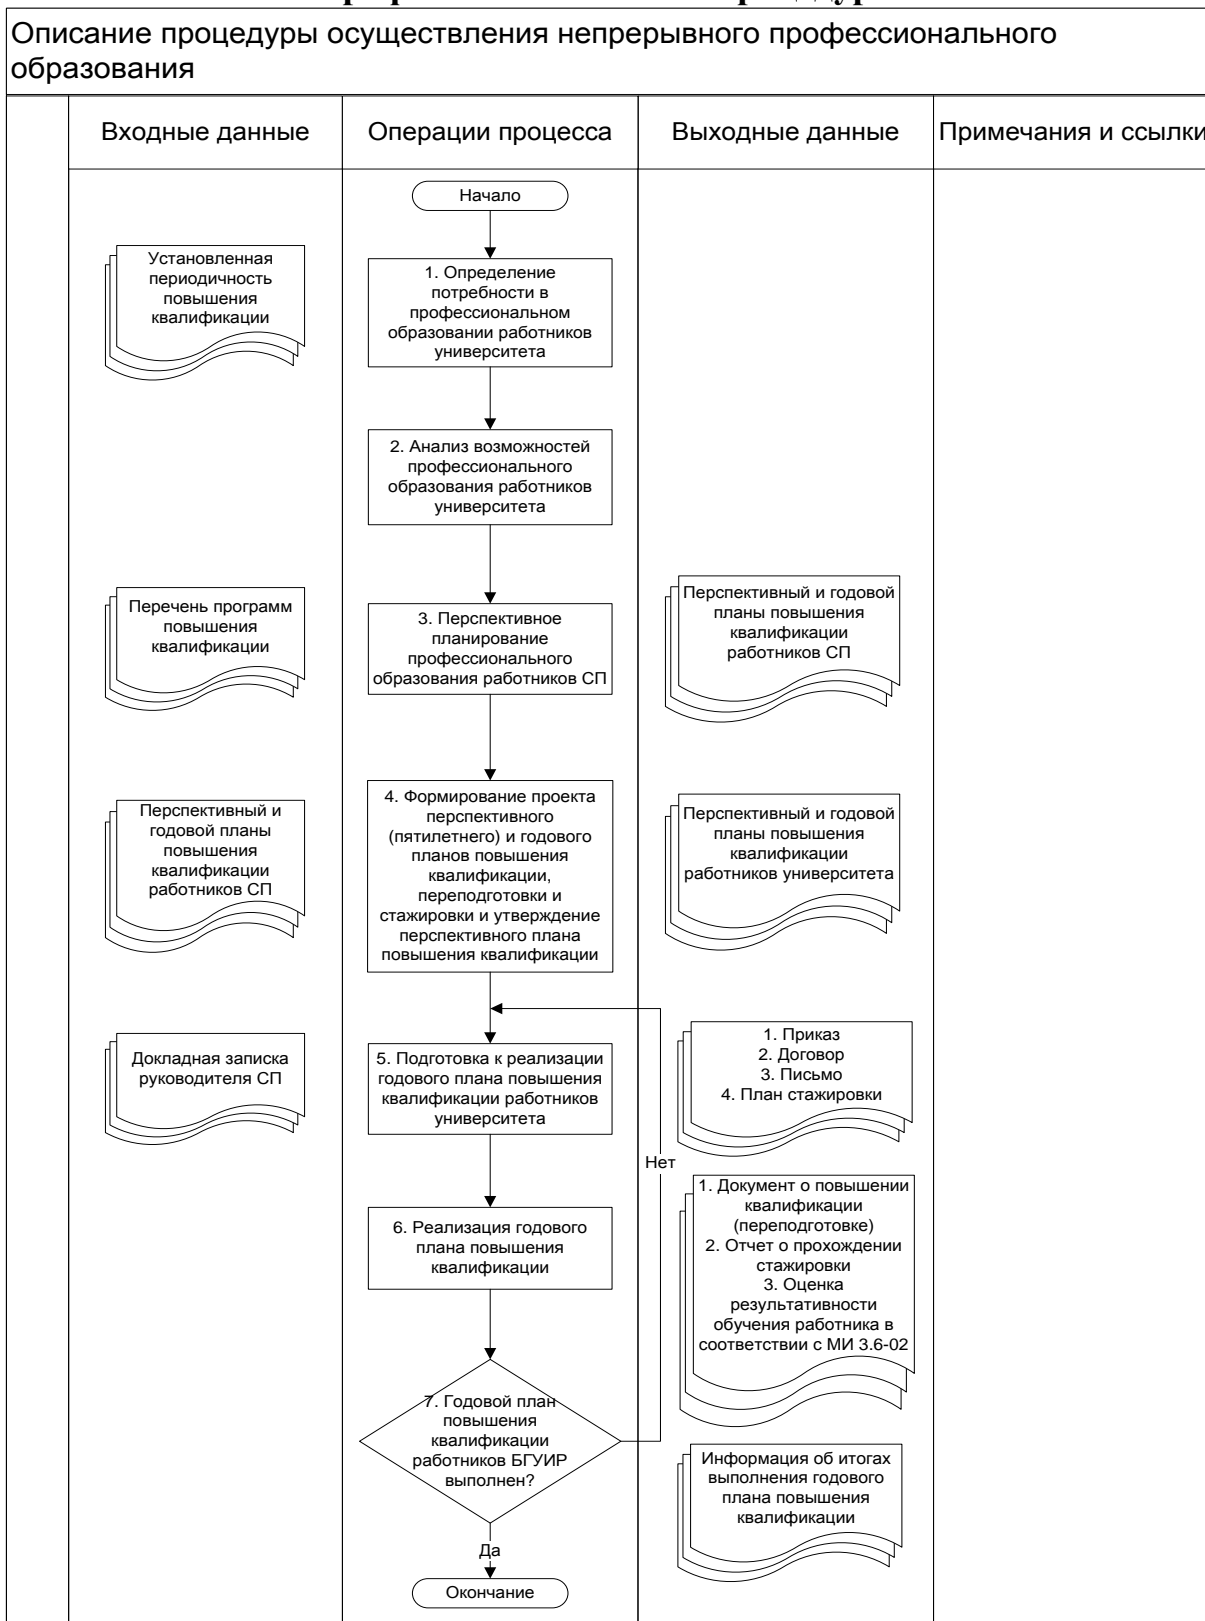 Описание процедуры осуществления непрерывного профессионального
образования
Входные данные
Операции процесса
Выходные данные
Примечания и ссылки
Начало
Установленная
периодичность
повышения
квалификации
1. Определение
потребности в
профессиональном
образовании работников
университета
2. Анализ возможностей
профессионального
образования работников
университета
Перечень программ
повышения
квалификации
3. Перспективное
планирование
профессионального
образования работников СП
Перспективный и годовой
планы повышения
квалификации
работников СП
Перспективный и
годовой планы
повышения
квалификации
работников СП
4. Формирование проекта
перспективного
(пятилетнего) и годового
планов повышения
квалификации,
переподготовки и
стажировки и утверждение
перспективного плана
повышения квалификации
Перспективный и годовой
планы повышения
квалификации
работников университета
Докладная записка
руководителя СП
5. Подготовка к реализации
годового плана повышения
квалификации работников
университета
1. Приказ
2. Договор
3. Письмо
4. План стажировки
Нет
6. Реализация годового
плана повышения
квалификации
1. Документ о повышении
квалификации
(переподготовке)
2. Отчет о прохождении
стажировки
3. Оценка
результативности
обучения работника в
соответствии с МИ 3.6-02
7. Годовой план
повышения
квалификации
работников БГУИР
выполнен?
Информация об итогах
выполнения годового
плана повышения
квалификации
Да
Окончание